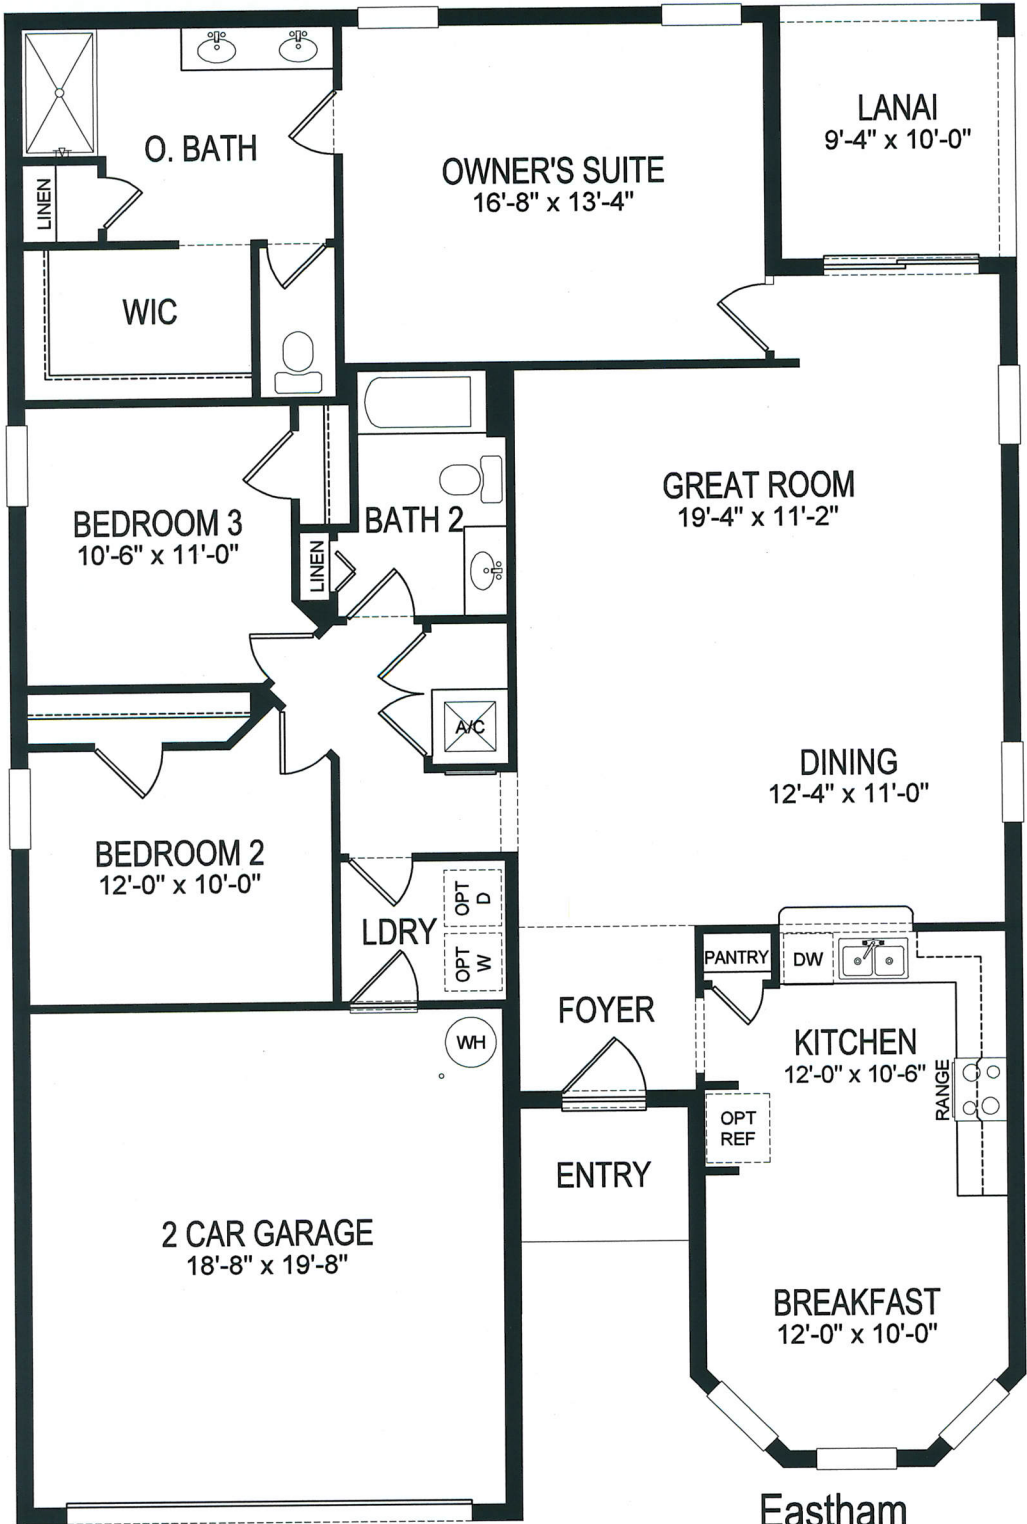 LANAI
9'-4" x 10'-0"
O. BATH
OWNER'S SUITE
16'-8" x 13'-4"
LINEN
WIC
GREAT ROOM
19'-4" x 11'-2"
BEDROOM 3
10'-6" x 11'-0"
BATH 2
LINEN
A/C
DINING
12'-4" x 11'-0"
BEDROOM 2
12'-0" x 10'-0"
OPT
D
LDRY
OPT
W
PANTRY
DW
FOYER
WH
KITCHEN
12'-0" x 10'-6"
RANGE
OPT
REF
ENTRY
2 CAR GARAGE
18'-8" x 19'-8"
BREAKFAST
12'-0" x 10'-0"
Eastham